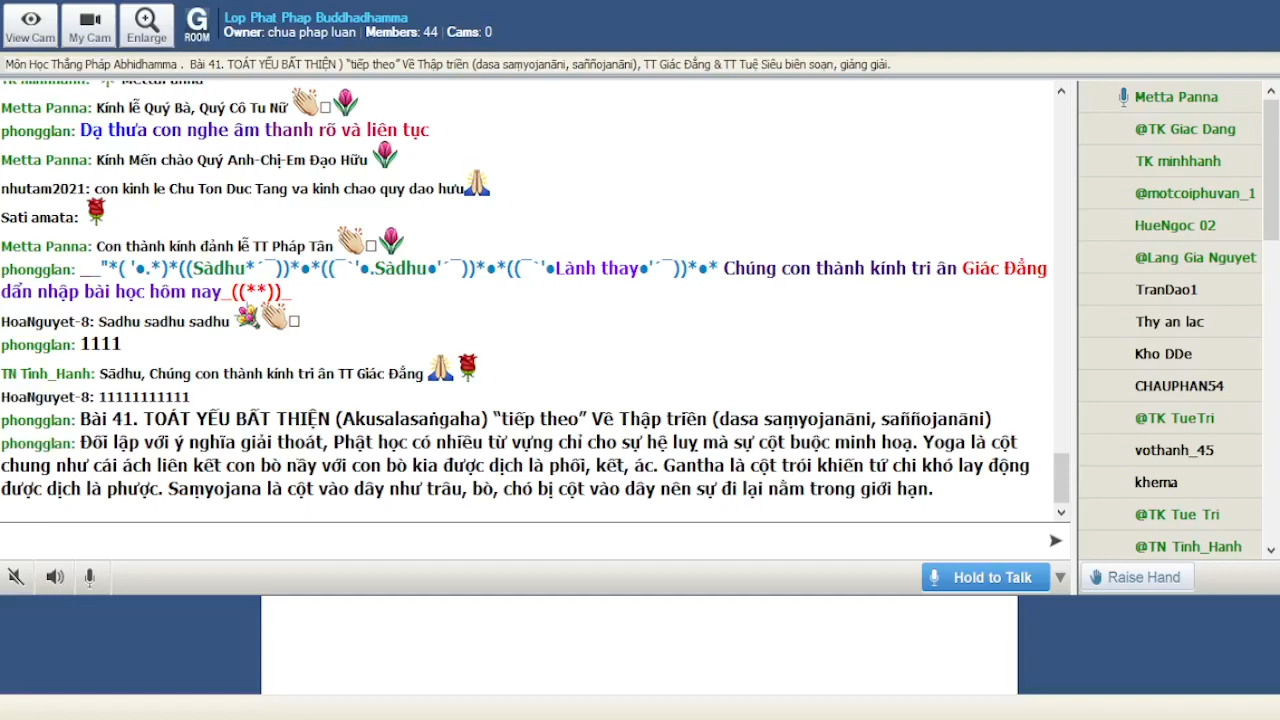 View Cam
My Cam
Enlarge
G
ROOM
Lop Phat Phap Buddhadhamma
Owner: chua phap luan | Members: 44 | Cams: 0
Môn Học Thắng Pháp Abhidhamma . Bài 41. TOÁT YẾU BẤT THIỆN ) “tiếp theo” Về Thập triền (dasa saṃyojanāni, saññojanāni), TT Giác Đẳng & TT Tuệ Siêu biên soạn, giảng giải.
Metta Panna: Kính lễ Quý Bà, Quý Cô Tu Nữ
phongglan: Dạ thưa con nghe âm thanh rõ và liên tục
Metta Panna: Kính Mến chào Quý Anh-Chị-Em Đạo Hữu
nhutam2021: con kinh le Chu Ton Duc Tang va kinh chao quy dao hưu
Sati amata:
Metta Panna: Con thành kính đảnh lễ TT Pháp Tân
phongglan: __"*( '•.*)*((Sàdhu*´¯))*•*((¯`'•.Sàdhu•'´¯))*•*((¯`'•Lành thay•'´¯))*•* Chúng con thành kính tri ân Giác Đẳng
dẩn nhập bài học hôm nay_((**))_
HoaNguyet-8: Sadhu sadhu sadhu
phongglan: 1111
TN Tinh_Hanh: Sādhu, Chúng con thành kính tri ân TT Giác Đẳng
HoaNguyet-8: 11111111111
phongglan: Bài 41. TOÁT YẾU BẤT THIỆN (Akusalasaṅgaha) “tiếp theo” Về Thập triền (dasa saṃyojanāni, saññojanāni)
phongglan: Đối lập với ý nghĩa giải thoát, Phật học có nhiều từ vựng chỉ cho sự hệ luỵ mà sự cột buộc minh hoạ. Yoga là cột
chung như cái ách liên kết con bò nầy với con bò kia được dịch là phối, kết, ác. Gantha là cột trói khiến tứ chi khó lay động
được dịch là phược. Saṃyojana là cột vào dây như trâu, bò, chó bị cột vào dây nên sự đi lại nằm trong giới hạn.
Metta Panna
@TK Giac Dang
TK minhhanh
@motcoiphuvan_1
HueNgoc 02
@Lang Gia Nguyet
TranDao1
Thy an lac
Kho DDe
CHAUPHAN54
@TK TueTri
vothanh_45
khema
@TK Tue Tri
@TN Tinh_Hanh
Hold to Talk
Raise Hand